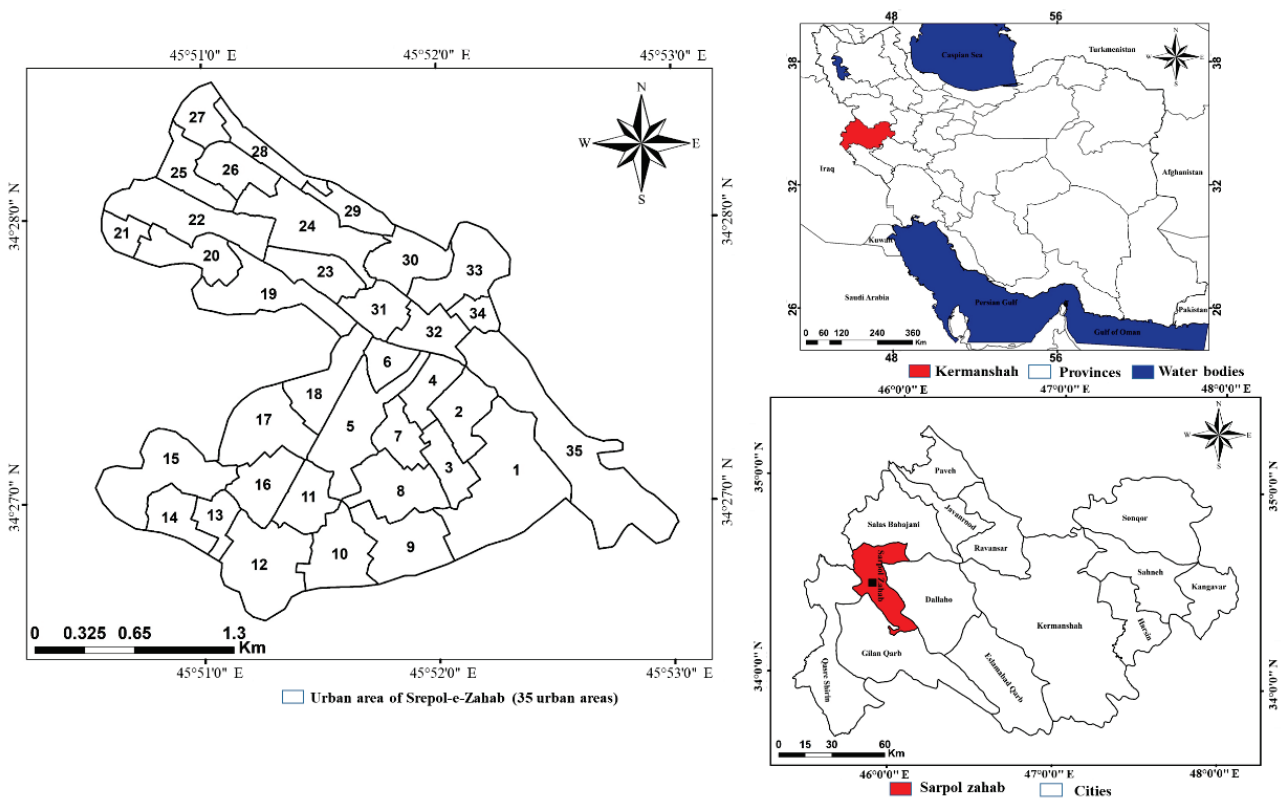 45°51'0" E 45°52'0" E 45°53'0" E
34°28'0" N
34°27'0" N
34°28'0" N
34°27'0" N
N
W E
S
27
28
25
26
29
22
24
21
20
30
33
23
19
31
34
32
6
4
18
2
17
5
7
35
15
3
1
16
11
8
14
13
12
10
9
0 0.325 0.65 1.3
Km
45°51'0" E 45°52'0" E 45°53'0" E
Urban area of Srepol-e-Zahab (35 urban areas)
48 56
38
32
26
38
32
26
Caspian Sea
Turkmenistan
N
W E
S
Iraq
Afghanistan
Kuwait
Saudi Arabia
Persian Gulf
Pakistan
Gulf of Oman
0 60 120 240 360
Km
48 56
Kermanshah Provinces Water bodies
46°0'0" E 47°0'0" E 48°0'0" E
35°0'0" N
34°0'0" N
35°0'0" N
34°0'0" N
N
W E
S
Paveh
Javanrood
Salas Bahajani
Ravansar
Sonqor
Sarpol Zahab
Sahneh
Kangavar
Dallaho
Kermanshah
Harsin
Gilan Qarb
Eslamabad Qarb
Qasre Shirin
0 15 30 60
Km
46°0'0" E 47°0'0" E 48°0'0" E
Sarpol zahab Cities